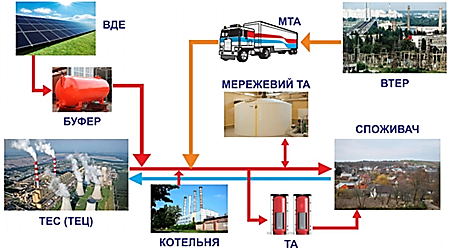 ВДЕ
МТА
БУФЕР
МЕРЕЖЕВИЙ ТА
ВТЕР
СПОЖИВАЧ
ТЕС (ТЕЦ)
КОТЕЛЬНЯ
ТА